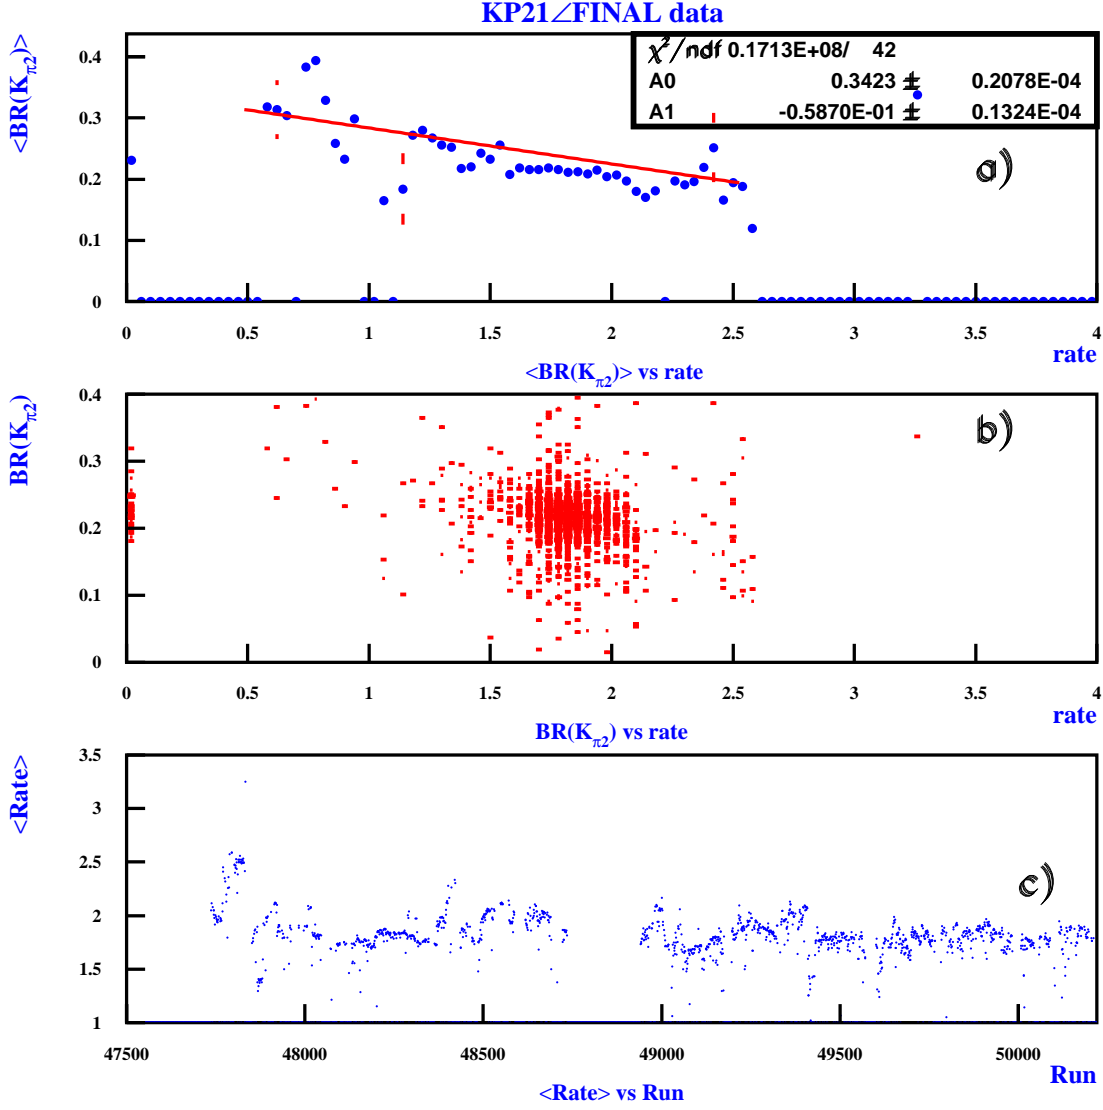 KP21∠FINAL data
<BR(Kπ2)>
χ²/ndf 0.1713E+08/ 42
A0 0.3423 ± 0.2078E-04
A1 -0.5870E-01 ± 0.1324E-04
a)
0.4
0.3
0.2
0.1
0
0 0.5 1 1.5 2 2.5 3 3.5 4
rate
<BR(Kπ2)> vs rate
BR(Kπ2)
b)
0.4
0.3
0.2
0.1
0
0 0.5 1 1.5 2 2.5 3 3.5 4
rate
BR(Kπ2) vs rate
<Rate>
c)
3.5
3
2.5
2
1.5
1
47500 48000 48500 49000 49500 50000
Run
<Rate> vs Run